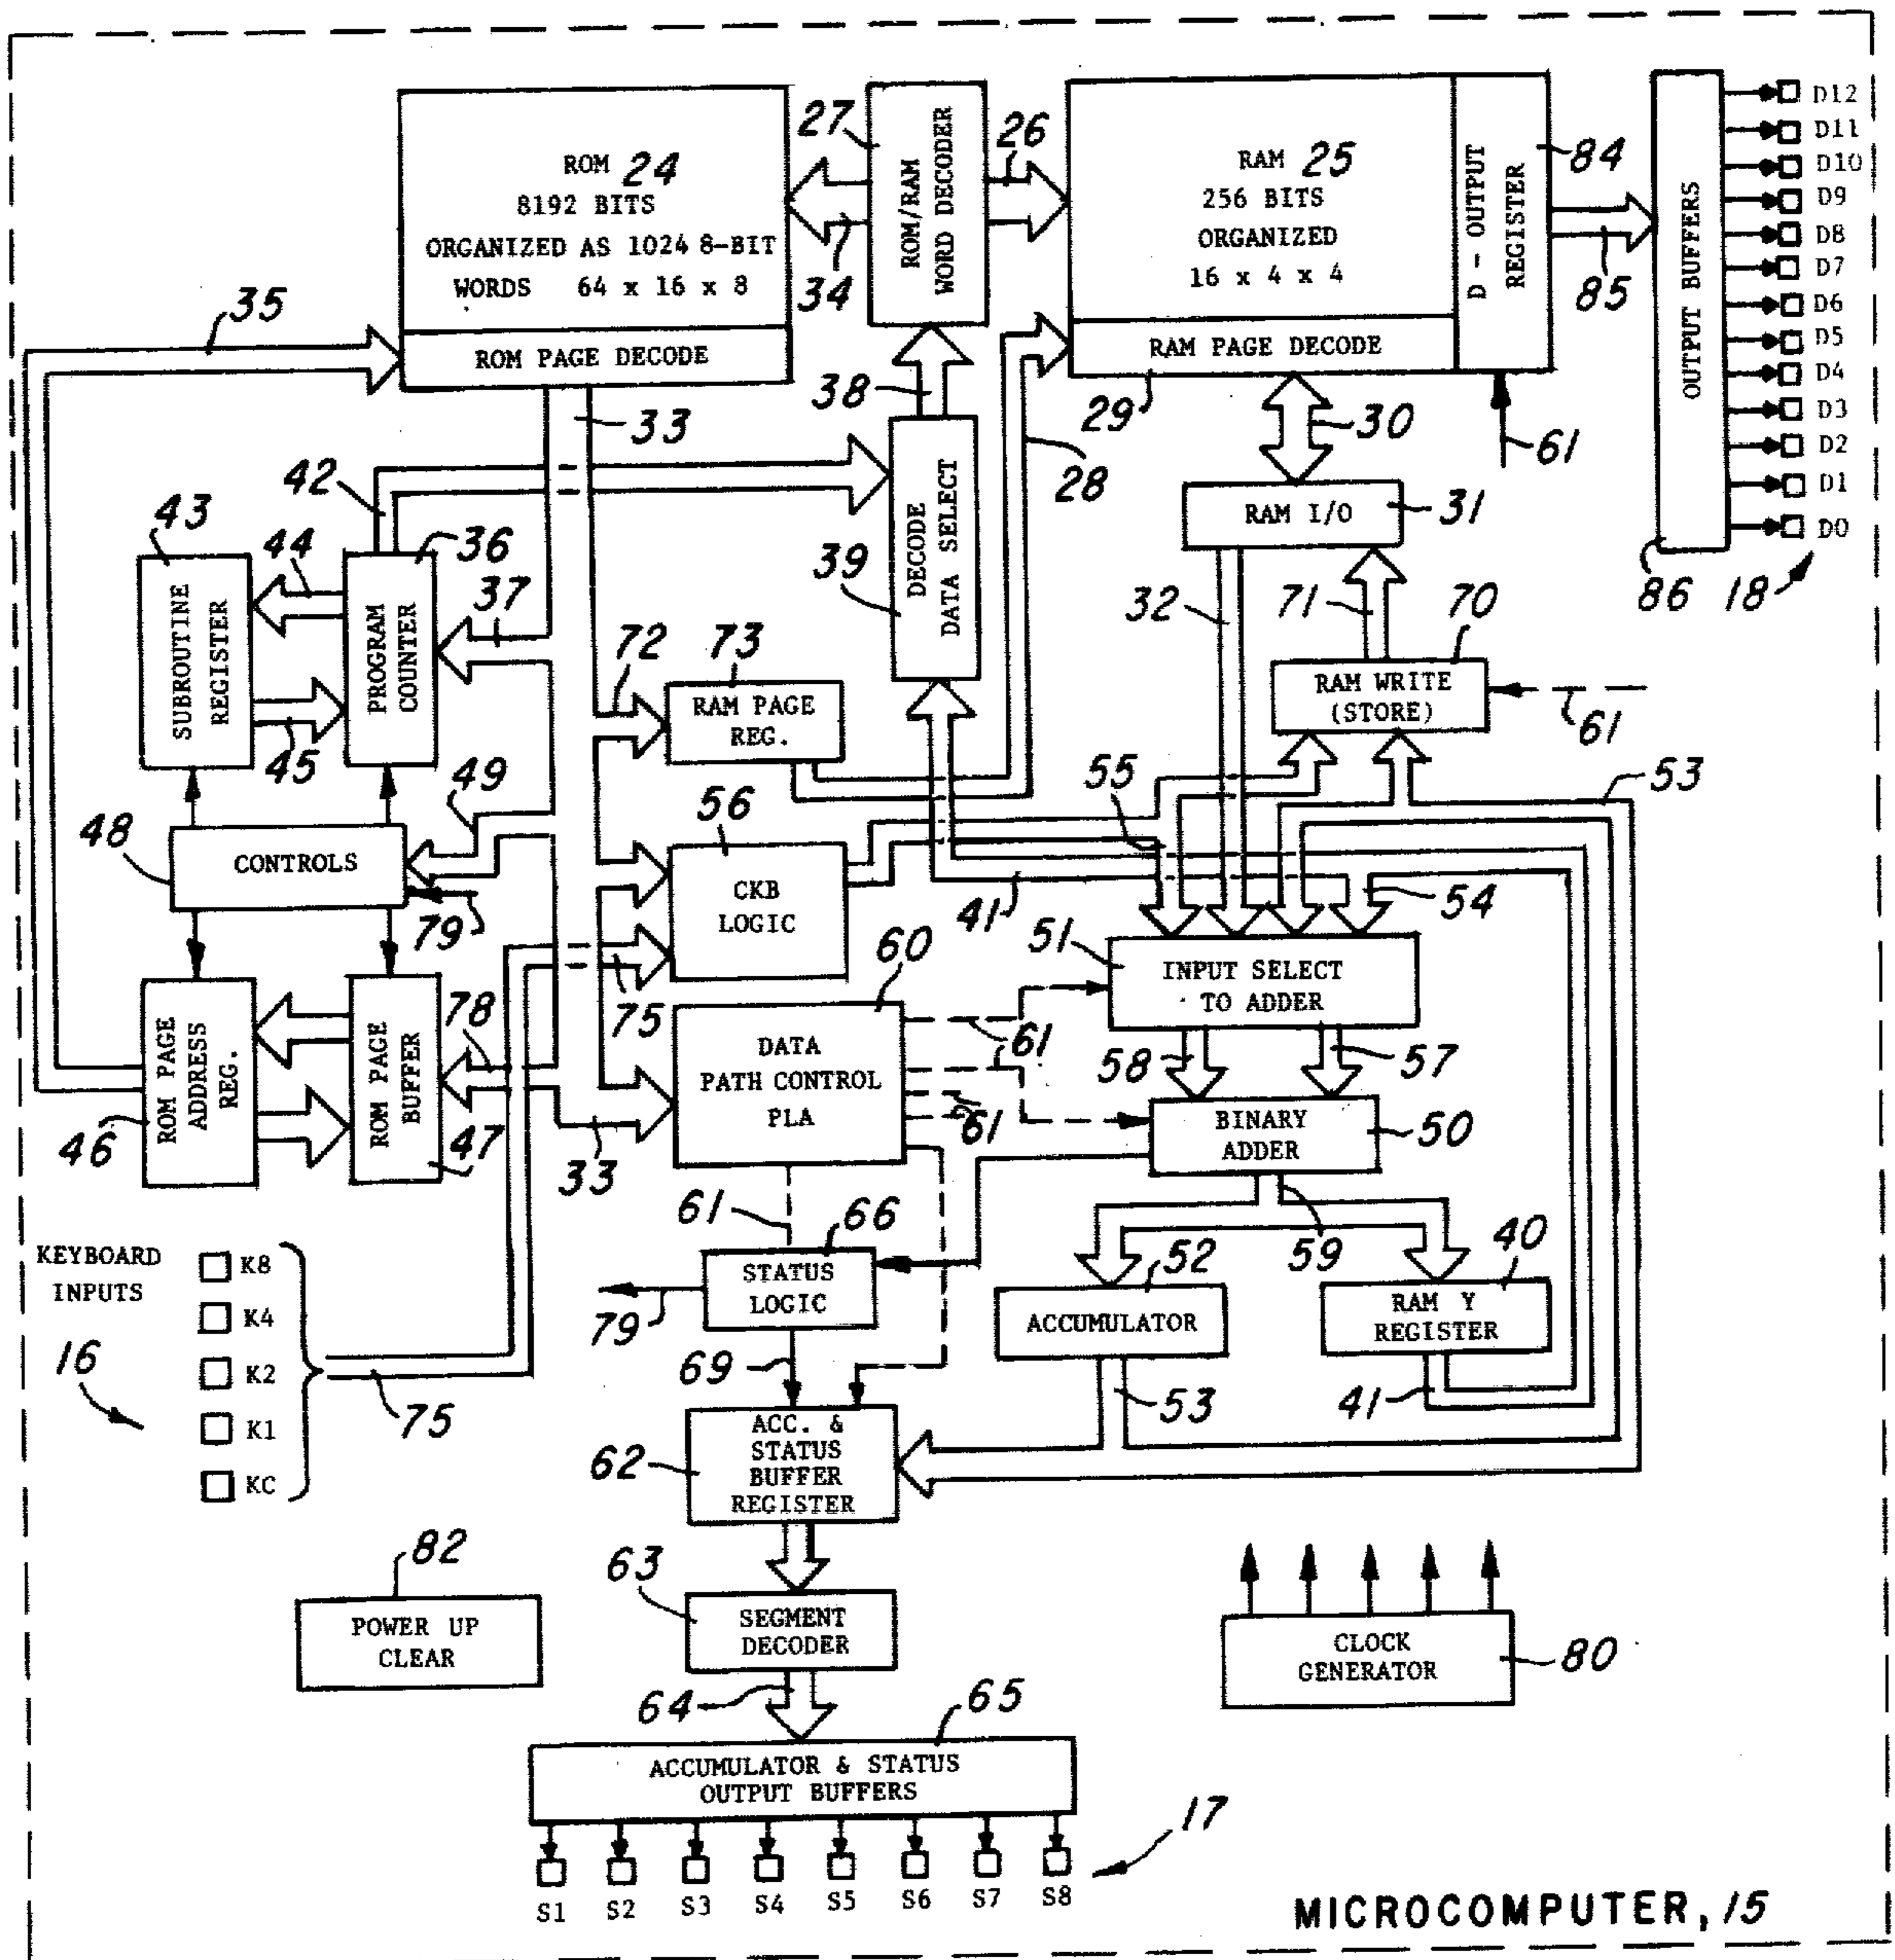 ROM 24
8192 BITS
ORGANIZED AS 1024 8-BIT
WORDS 64 x 16 x 8
ROM PAGE DECODE
35
33
27
ROM/RAM
WORD DECODER
26
34
38
RAM 25
256 BITS
ORGANIZED
16 x 4 x 4
RAM PAGE DECODE
29
D - OUTPUT
REGISTER
84
85
61
30
28
OUTPUT BUFFERS
86
D12
D11
D10
D9
D8
D7
D6
D5
D4
D3
D2
D1
D0
18
42
43
SUBROUTINE
REGISTER
44
45
36
PROGRAM
COUNTER
37
39
DECODE
DATA SELECT
RAM I/O
31
32
71
70
RAM WRITE
(STORE)
61
72
73
RAM PAGE
REG.
49
48
CONTROLS
79
56
CKB
LOGIC
55
53
41
54
75
46
ROM PAGE
ADDRESS
REG.
ROM PAGE
BUFFER
47
78
33
60
DATA
PATH CONTROL
PLA
61
61
51
INPUT SELECT
TO ADDER
58
57
BINARY
ADDER
50
59
61
66
STATUS
LOGIC
79
69
52
ACCUMULATOR
53
40
RAM Y
REGISTER
41
KEYBOARD
INPUTS
16
K8
K4
K2
K1
KC
75
62
ACC. &
STATUS
BUFFER
REGISTER
82
POWER UP
CLEAR
63
SEGMENT
DECODER
64
65
ACCUMULATOR & STATUS
OUTPUT BUFFERS
S1 S2 S3 S4 S5 S6 S7 S8
17
CLOCK
GENERATOR
80
MICROCOMPUTER, 15